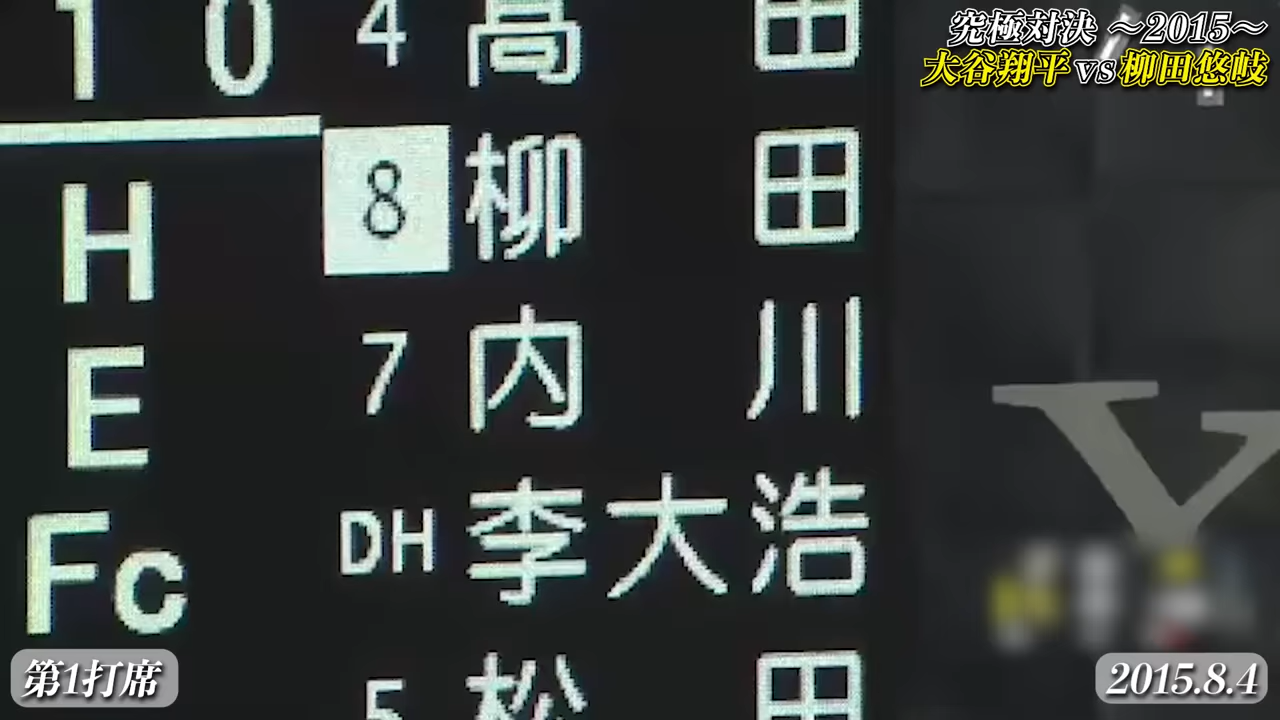 究極対決 ～2015～
大谷翔平vs柳田悠岐
1 0
H
E
Fc
4 高 田
8 柳 田
7 内 川
DH 李大浩
5 松 田
Y
第1打席
2015.8.4